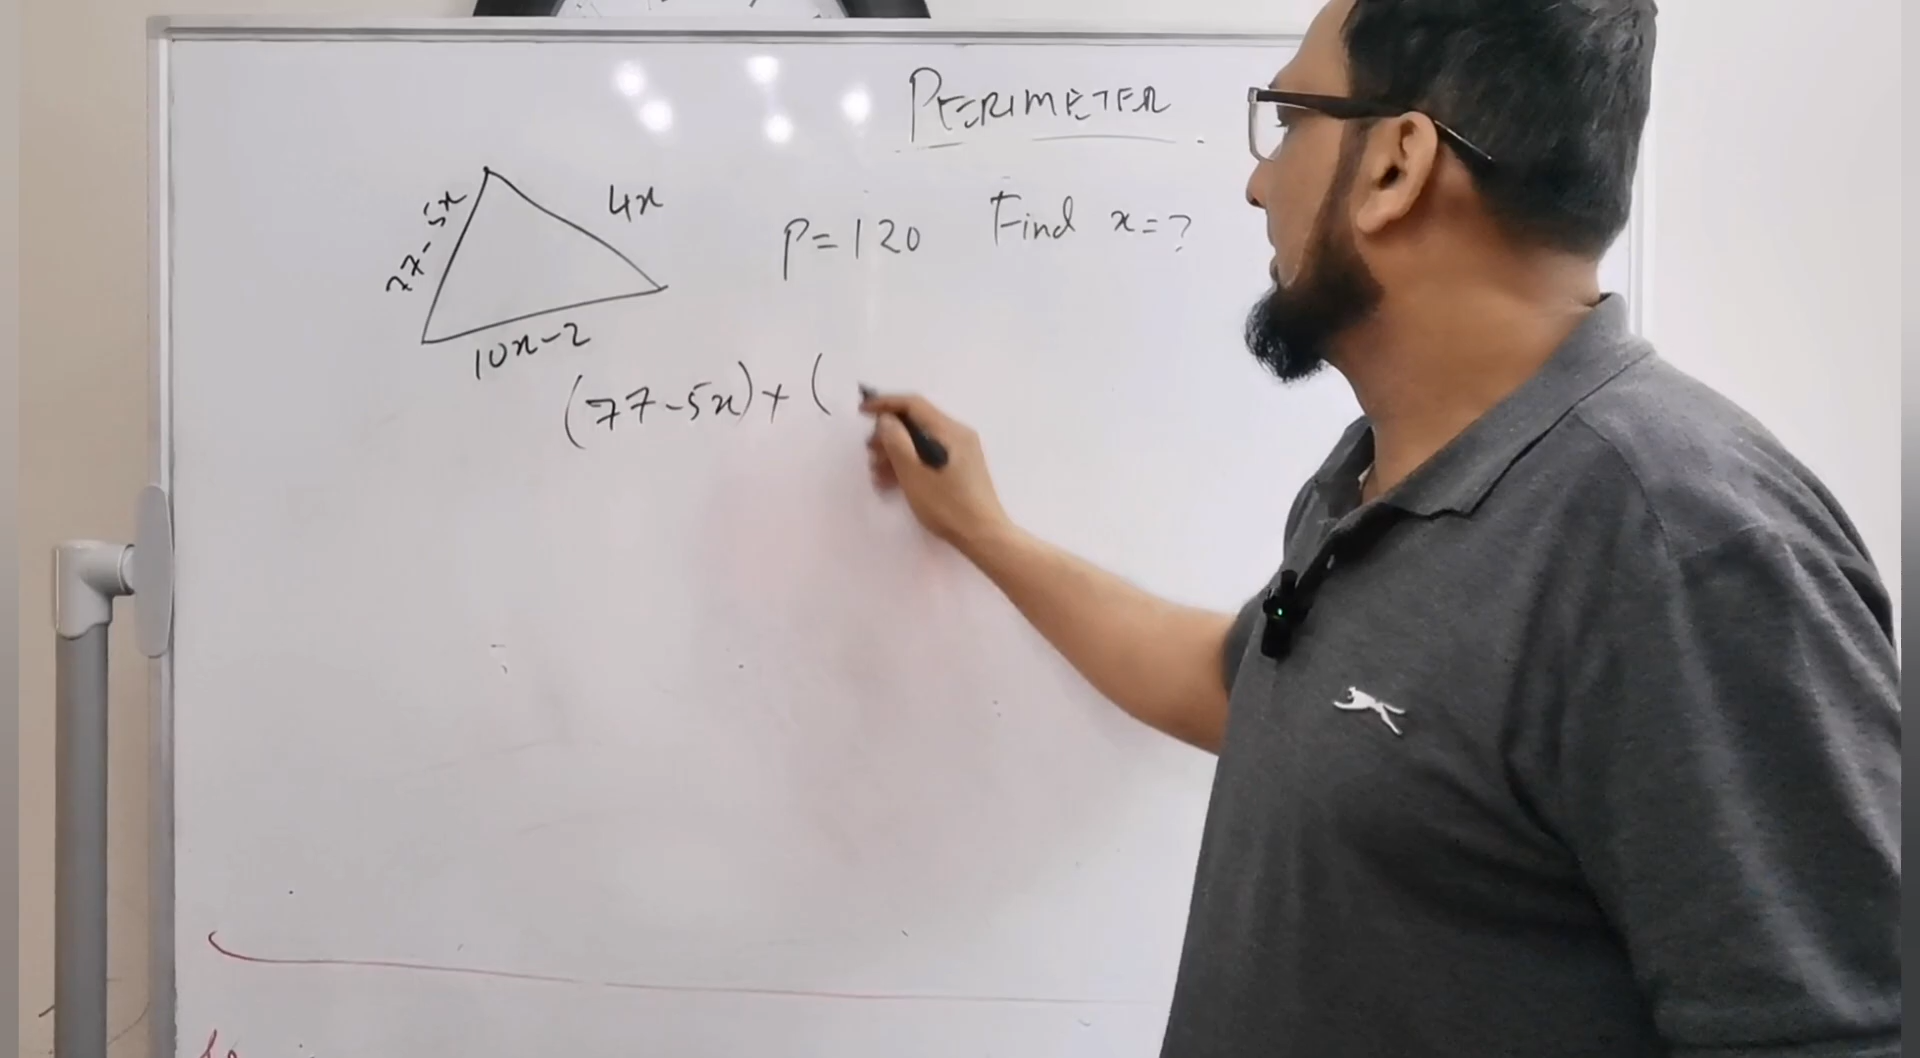 PERIMETER
77-5x
4x
P=120 Find x=?
10x-2
(77-5x)+(